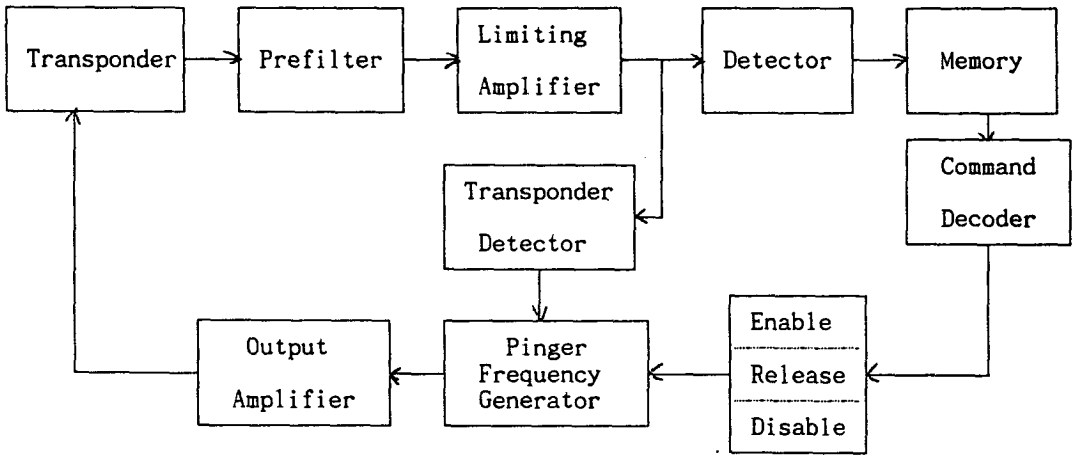 Transponder
Prefilter
Limiting
Amplifier
Detector
Memory
Command
Decoder
Transponder
Detector
Enable
Release
Disable
Pinger
Frequency
Generator
Output
Amplifier